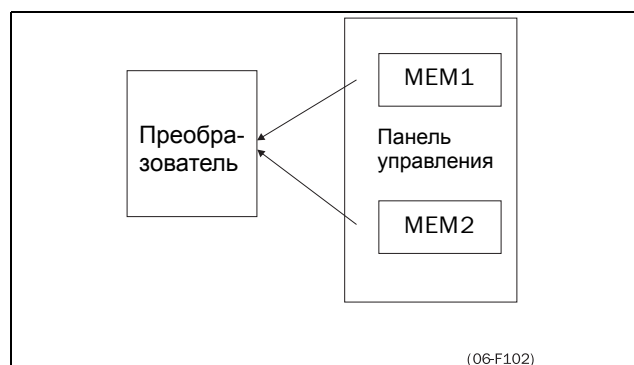 Преобра-
зователь
MEM1
Панель
управления
MEM2
(06-F102)